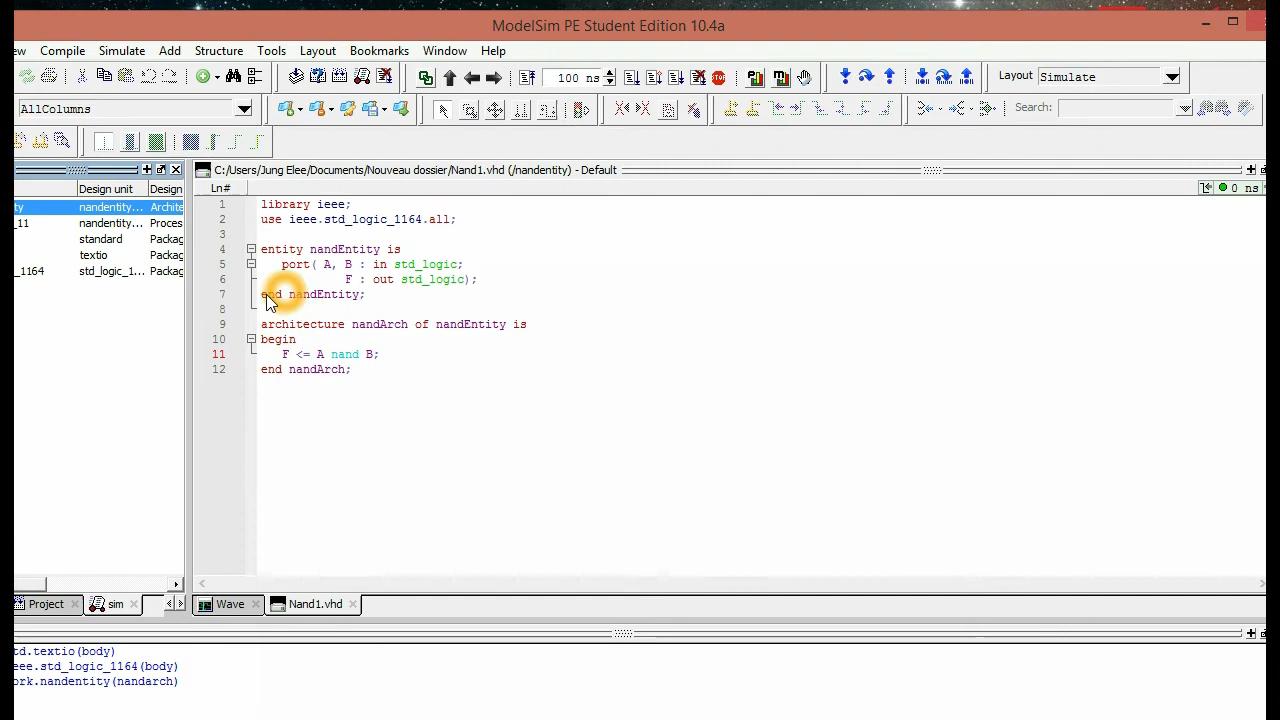 ModelSim PE Student Edition 10.4a
ew Compile Simulate Add Structure Tools Layout Bookmarks Window Help
100 ns Layout Simulate
AllColumns Search:
C:/Users/Jung Elee/Documents/Nouveau dossier/Nand1.vhd (/nandentity) - Default
Design unit Design
Ln# 0 ns
ty nandentity... Archite
_11 nandentity... Proces
standard Packag
textio Packag
_1164 std_logic_1... Packag
1 library ieee;
2 use ieee.std_logic_1164.all;
3
4 entity nandEntity is
5 port( A, B : in std_logic;
6 F : out std_logic);
7 end nandEntity;
8
9 architecture nandArch of nandEntity is
10 begin
11 F <= A nand B;
12 end nandArch;
Project sim Wave Nand1.vhd
td.textio(body)
eee.std_logic_1164(body)
ork.nandentity(nandarch)